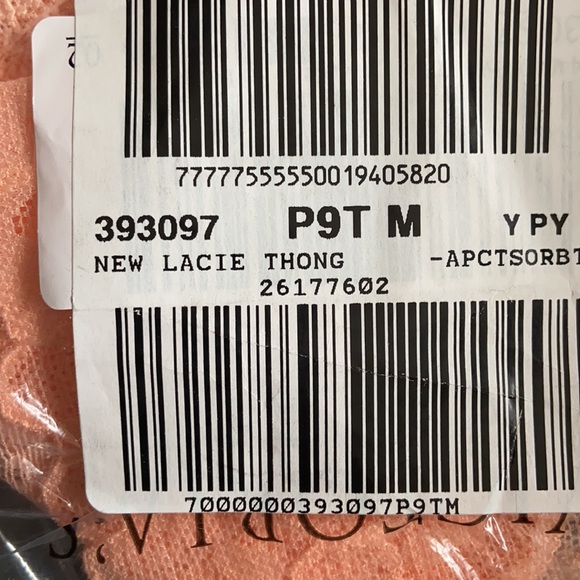 77777555550019405820
393097 P9T M Y PY
NEW LACIE THONG -APCTSORBT
26177602
7000000393097P9TM